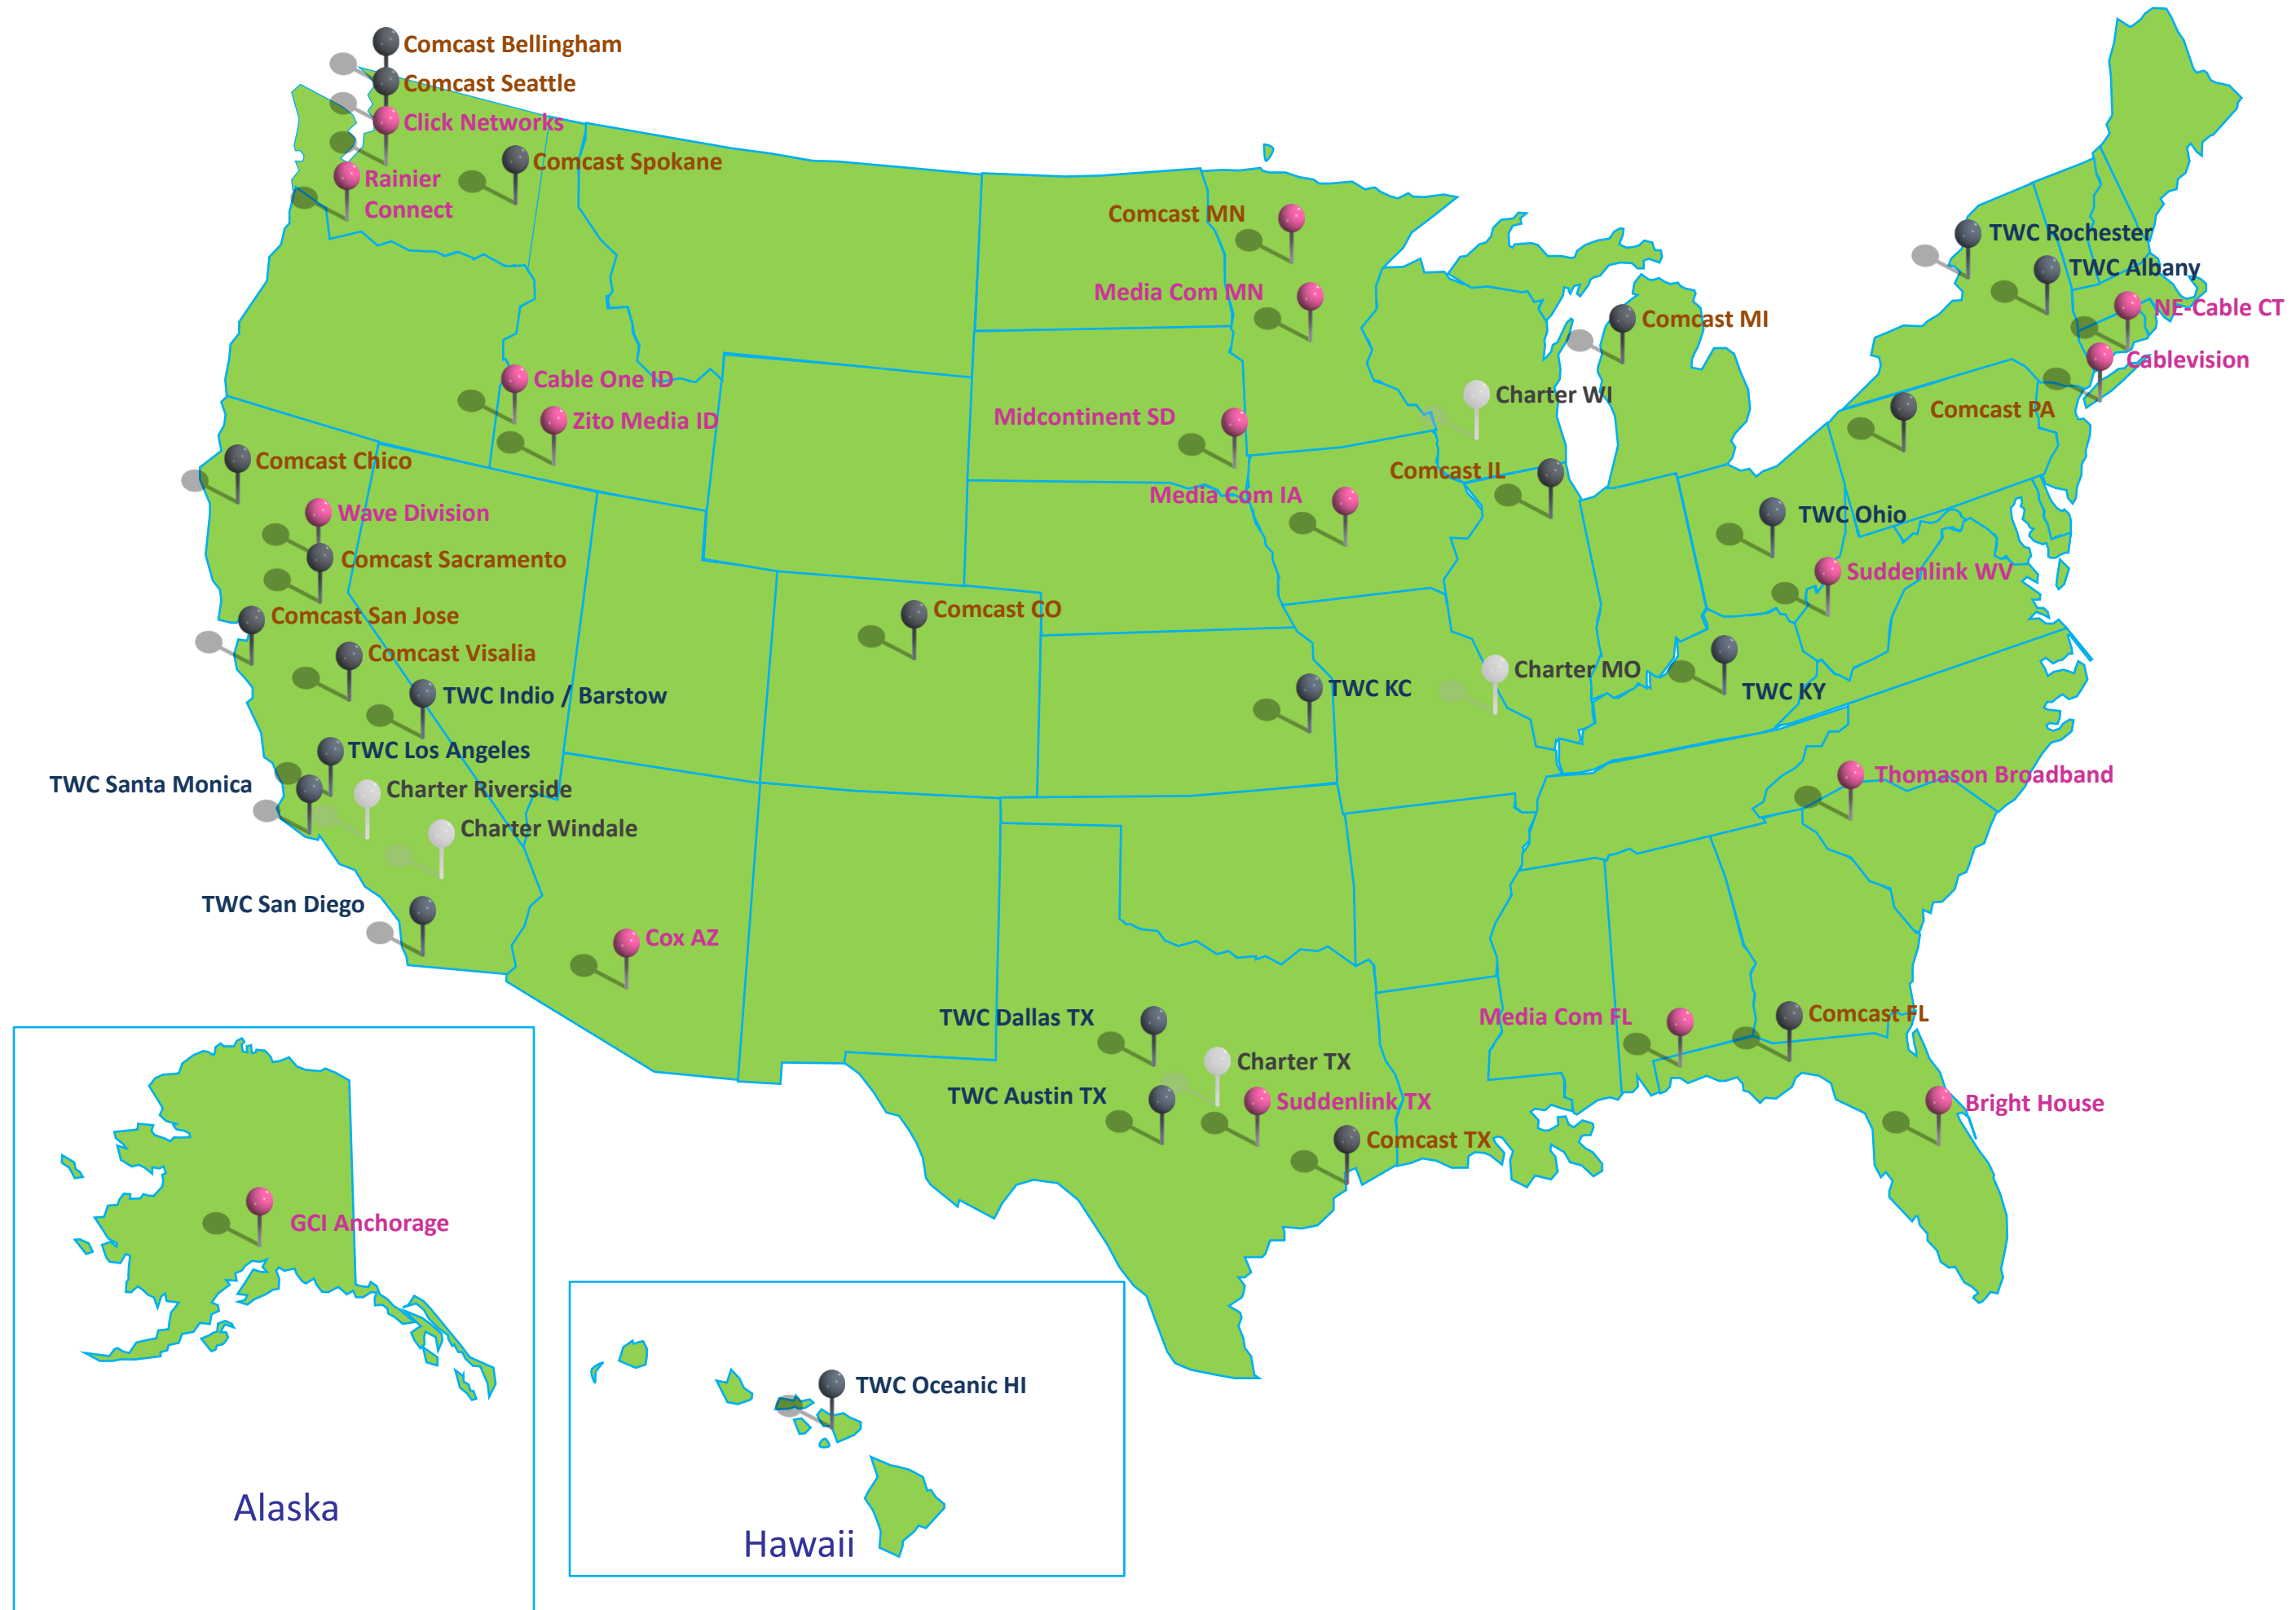 Comcast Bellingham
Comcast Seattle
Click Networks
Comcast Spokane
Rainier
Connect
Comcast MN
TWC Rochester
TWC Albany
Media Com MN
NE-Cable CT
Comcast MI
Cablevision
Cable One ID
Charter WI
Zito Media ID
Midcontinent SD
Comcast PA
Comcast Chico
Comcast IL
Media Com IA
Wave Division
TWC Ohio
Comcast Sacramento
Suddenlink WV
Comcast CO
Comcast San Jose
Comcast Visalia
Charter MO
TWC KC
TWC KY
TWC Indio / Barstow
TWC Los Angeles
Thomason Broadband
TWC Santa Monica
Charter Riverside
Charter Windale
TWC San Diego
Cox AZ
TWC Dallas TX
Media Com FL
Comcast FL
Charter TX
TWC Austin TX
Suddenlink TX
Bright House
Comcast TX
GCI Anchorage
TWC Oceanic HI
Alaska
Hawaii